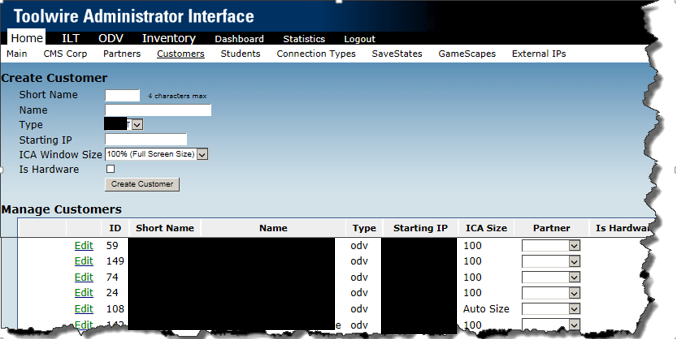 Toolwire Administrator Interface
Home ILT ODV Inventory Dashboard Statistics Logout
Main CMS Corp Partners Customers Students Connection Types SaveStates GameScapes External IPs
Create Customer
Short Name 4 characters max
Name
Type
Starting IP
ICA Window Size 100% (Full Screen Size)
Is Hardware
Create Customer
Manage Customers
ID Short Name Name Type Starting IP ICA Size Partner Is Hardw
Edit 59 odv 100
Edit 149 odv 100
Edit 74 odv 100
Edit 24 odv 100
Edit 108 odv Auto Size
Edit odv 100